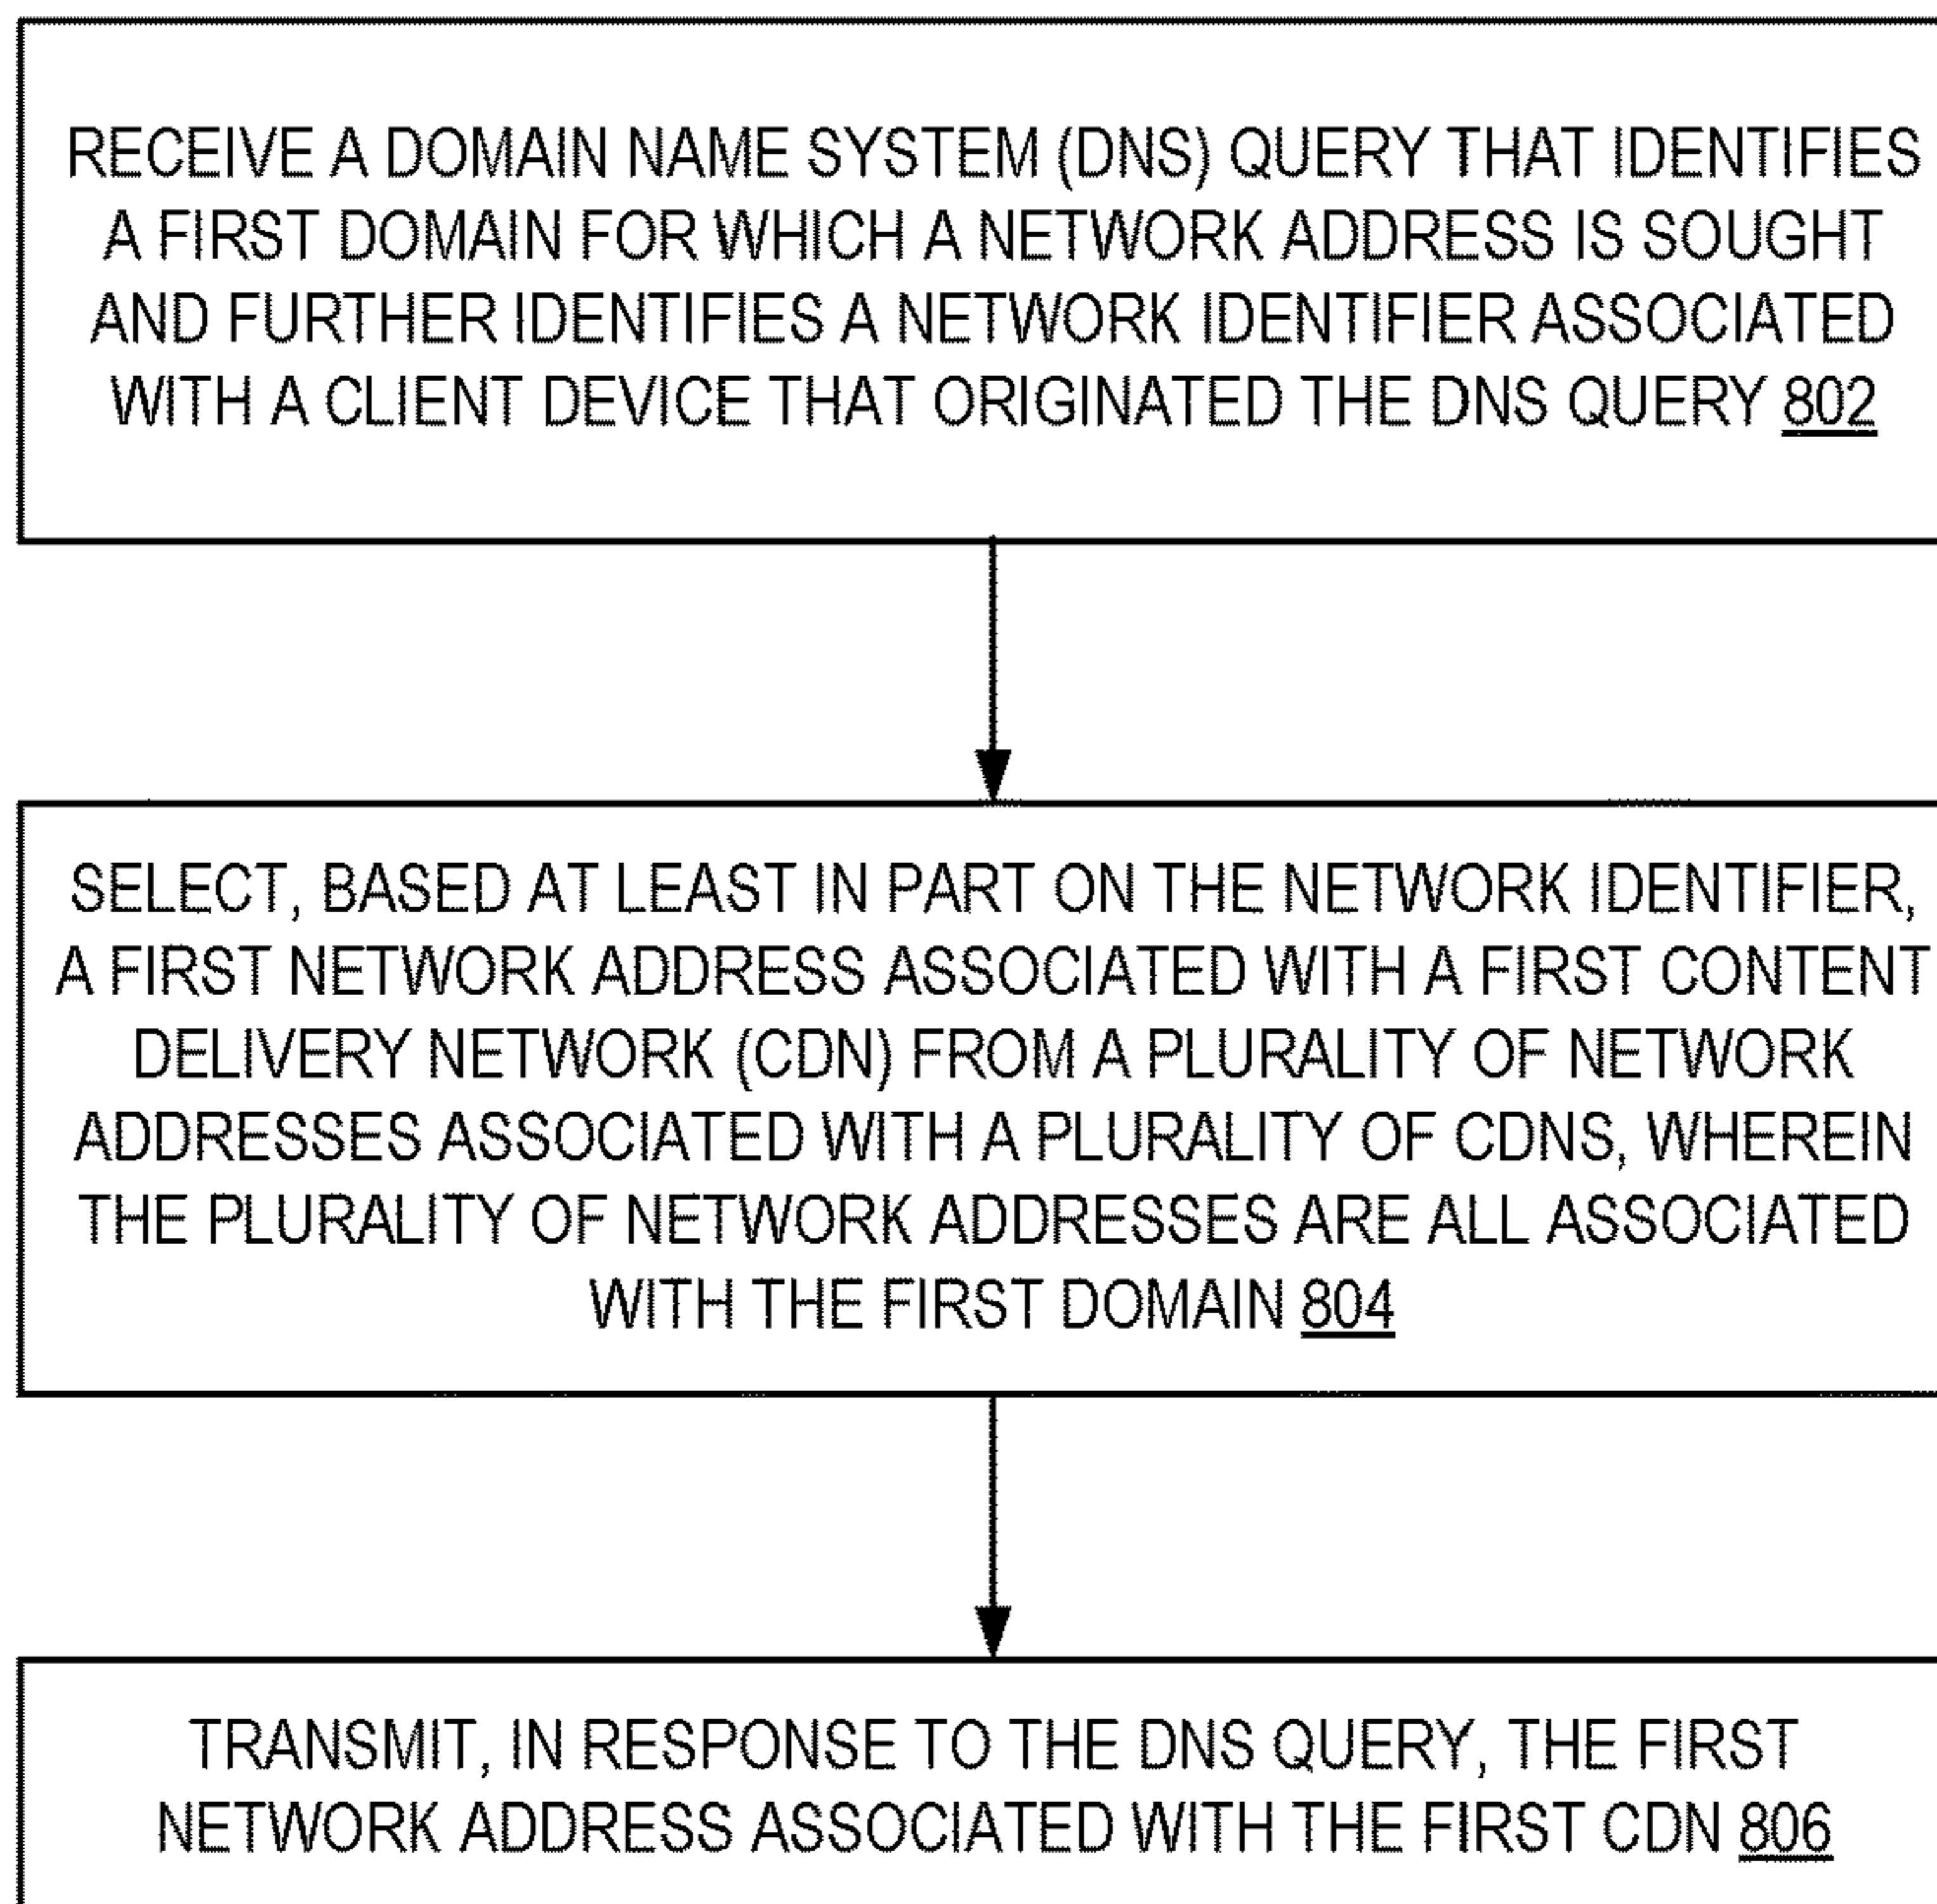 RECEIVE A DOMAIN NAME SYSTEM (DNS) QUERY THAT IDENTIFIES
A FIRST DOMAIN FOR WHICH A NETWORK ADDRESS IS SOUGHT
AND FURTHER IDENTIFIES A NETWORK IDENTIFIER ASSOCIATED
WITH A CLIENT DEVICE THAT ORIGINATED THE DNS QUERY 802
SELECT, BASED AT LEAST IN PART ON THE NETWORK IDENTIFIER,
A FIRST NETWORK ADDRESS ASSOCIATED WITH A FIRST CONTENT
DELIVERY NETWORK (CDN) FROM A PLURALITY OF NETWORK
ADDRESSES ASSOCIATED WITH A PLURALITY OF CDNS, WHEREIN
THE PLURALITY OF NETWORK ADDRESSES ARE ALL ASSOCIATED
WITH THE FIRST DOMAIN 804
TRANSMIT, IN RESPONSE TO THE DNS QUERY, THE FIRST
NETWORK ADDRESS ASSOCIATED WITH THE FIRST CDN 806